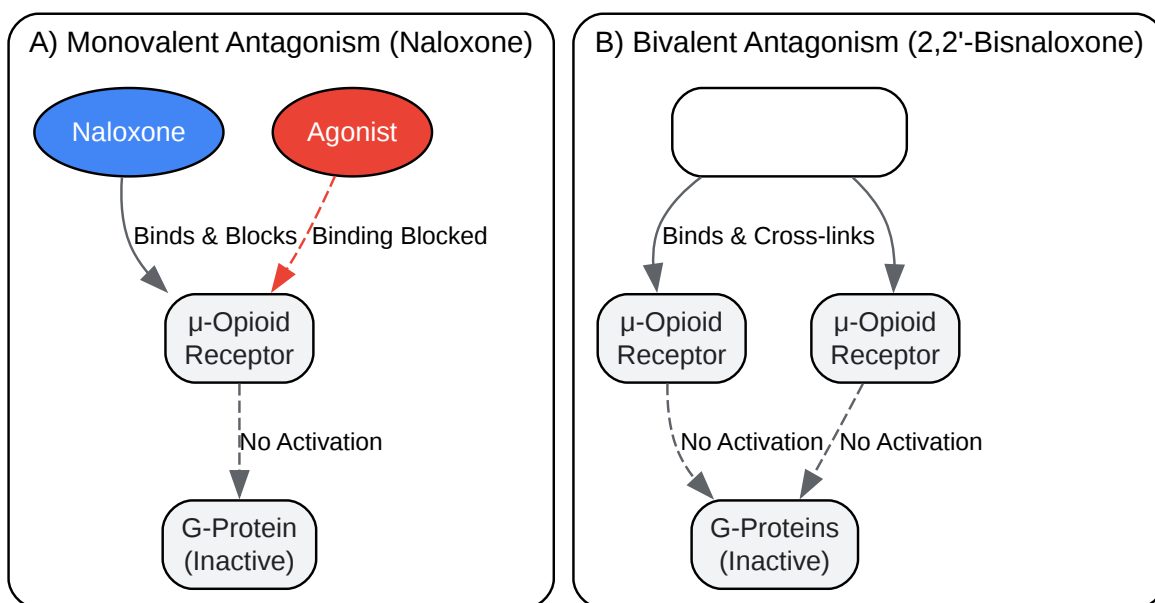 A) Monovalent Antagonism (Naloxone)
Naloxone
Agonist
Binds & Blocks
Binding Blocked
μ-Opioid
Receptor
No Activation
G-Protein
(Inactive)
B) Bivalent Antagonism (2,2'-Bisnaloxone)
Binds & Cross-links
μ-Opioid
Receptor
μ-Opioid
Receptor
No Activation
No Activation
G-Proteins
(Inactive)